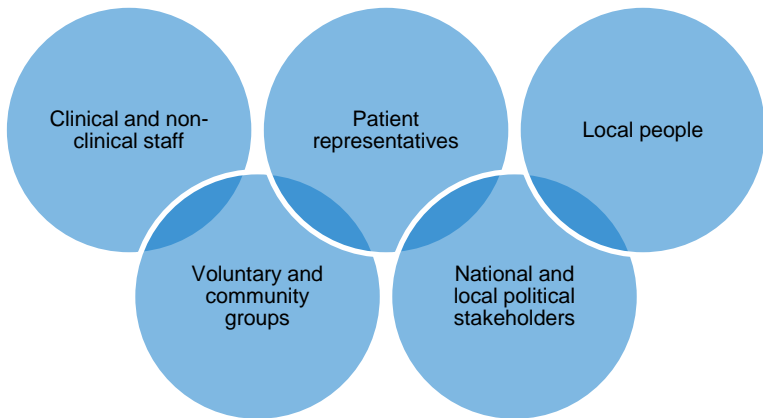 Clinical and non-
clinical staff
Patient
representatives
Local people
Voluntary and
community
groups
National and
local political
stakeholders